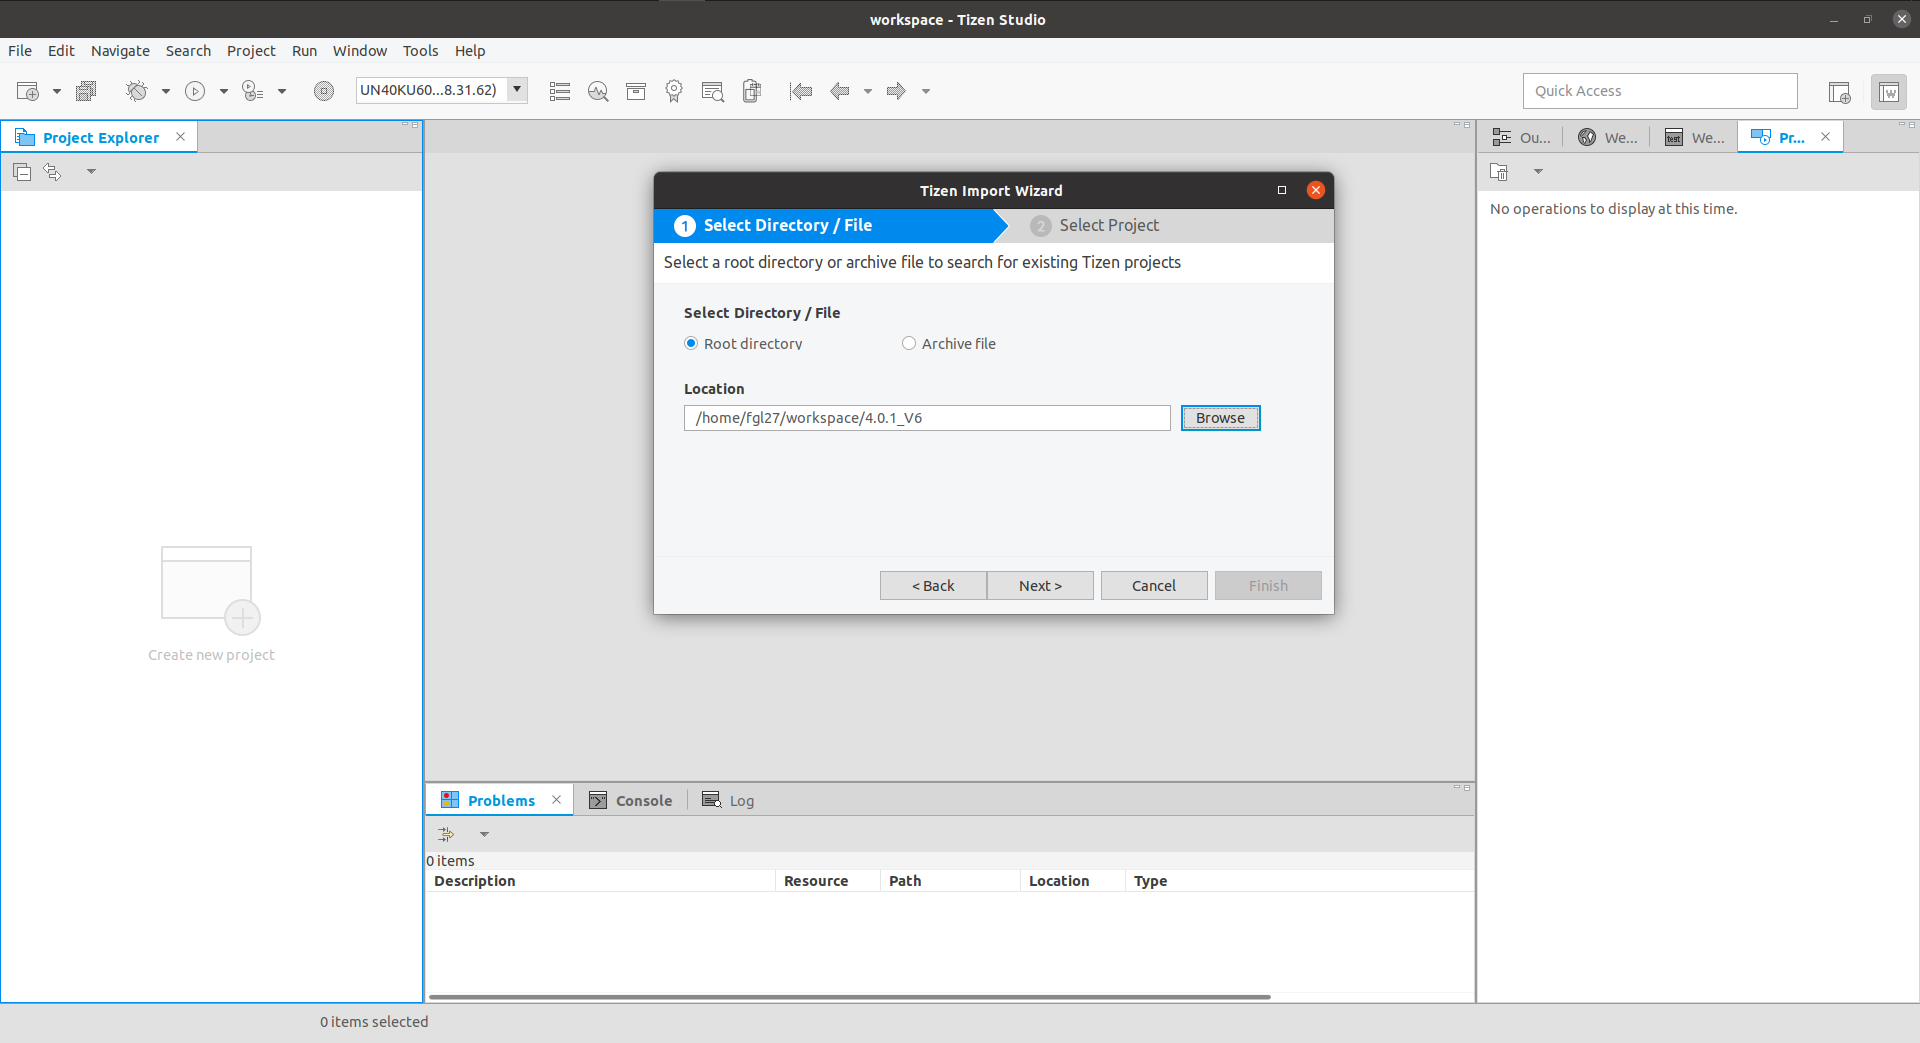 workspace - Tizen Studio
File Edit Navigate Search Project Run Window Tools Help
UN40KU60...8.31.62)
Quick Access
W
Project Explorer
Ou...
We...
test We...
Pr...
No operations to display at this time.
Tizen Import Wizard
1 Select Directory / File
2 Select Project
Select a root directory or archive file to search for existing Tizen projects
Select Directory / File
Root directory
Archive file
Location
/home/fgl27/workspace/4.0.1_V6
Browse
< Back
Next >
Cancel
Finish
Create new project
Problems
Console
Log
0 items
Description Resource Path Location Type
0 items selected